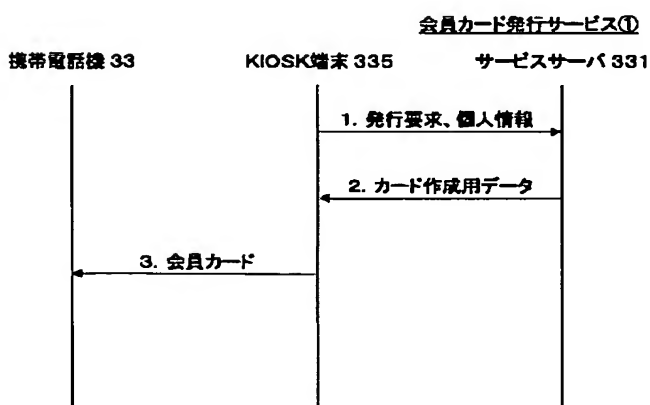 会員カード発行サービス①
携帯電話機 33 KIOSK端末 335 サービスサーバ 331
1. 発行要求、個人情報
2. カード作成用データ
3. 会員カード